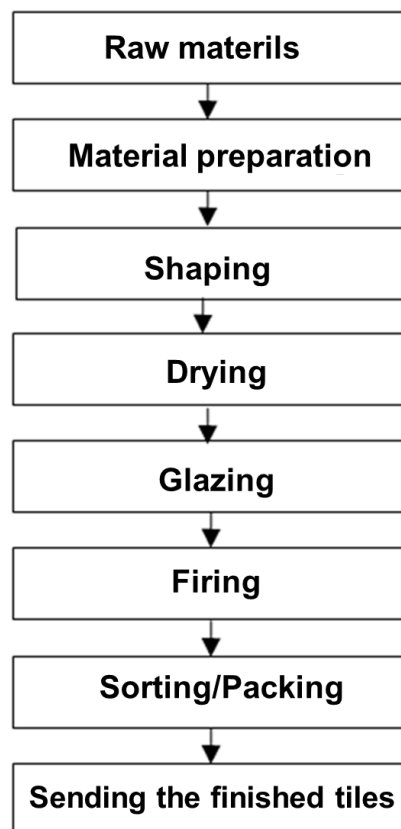 Raw materils
Material preparation
Shaping
Drying
Glazing
Firing
Sorting/Packing
Sending the finished tiles